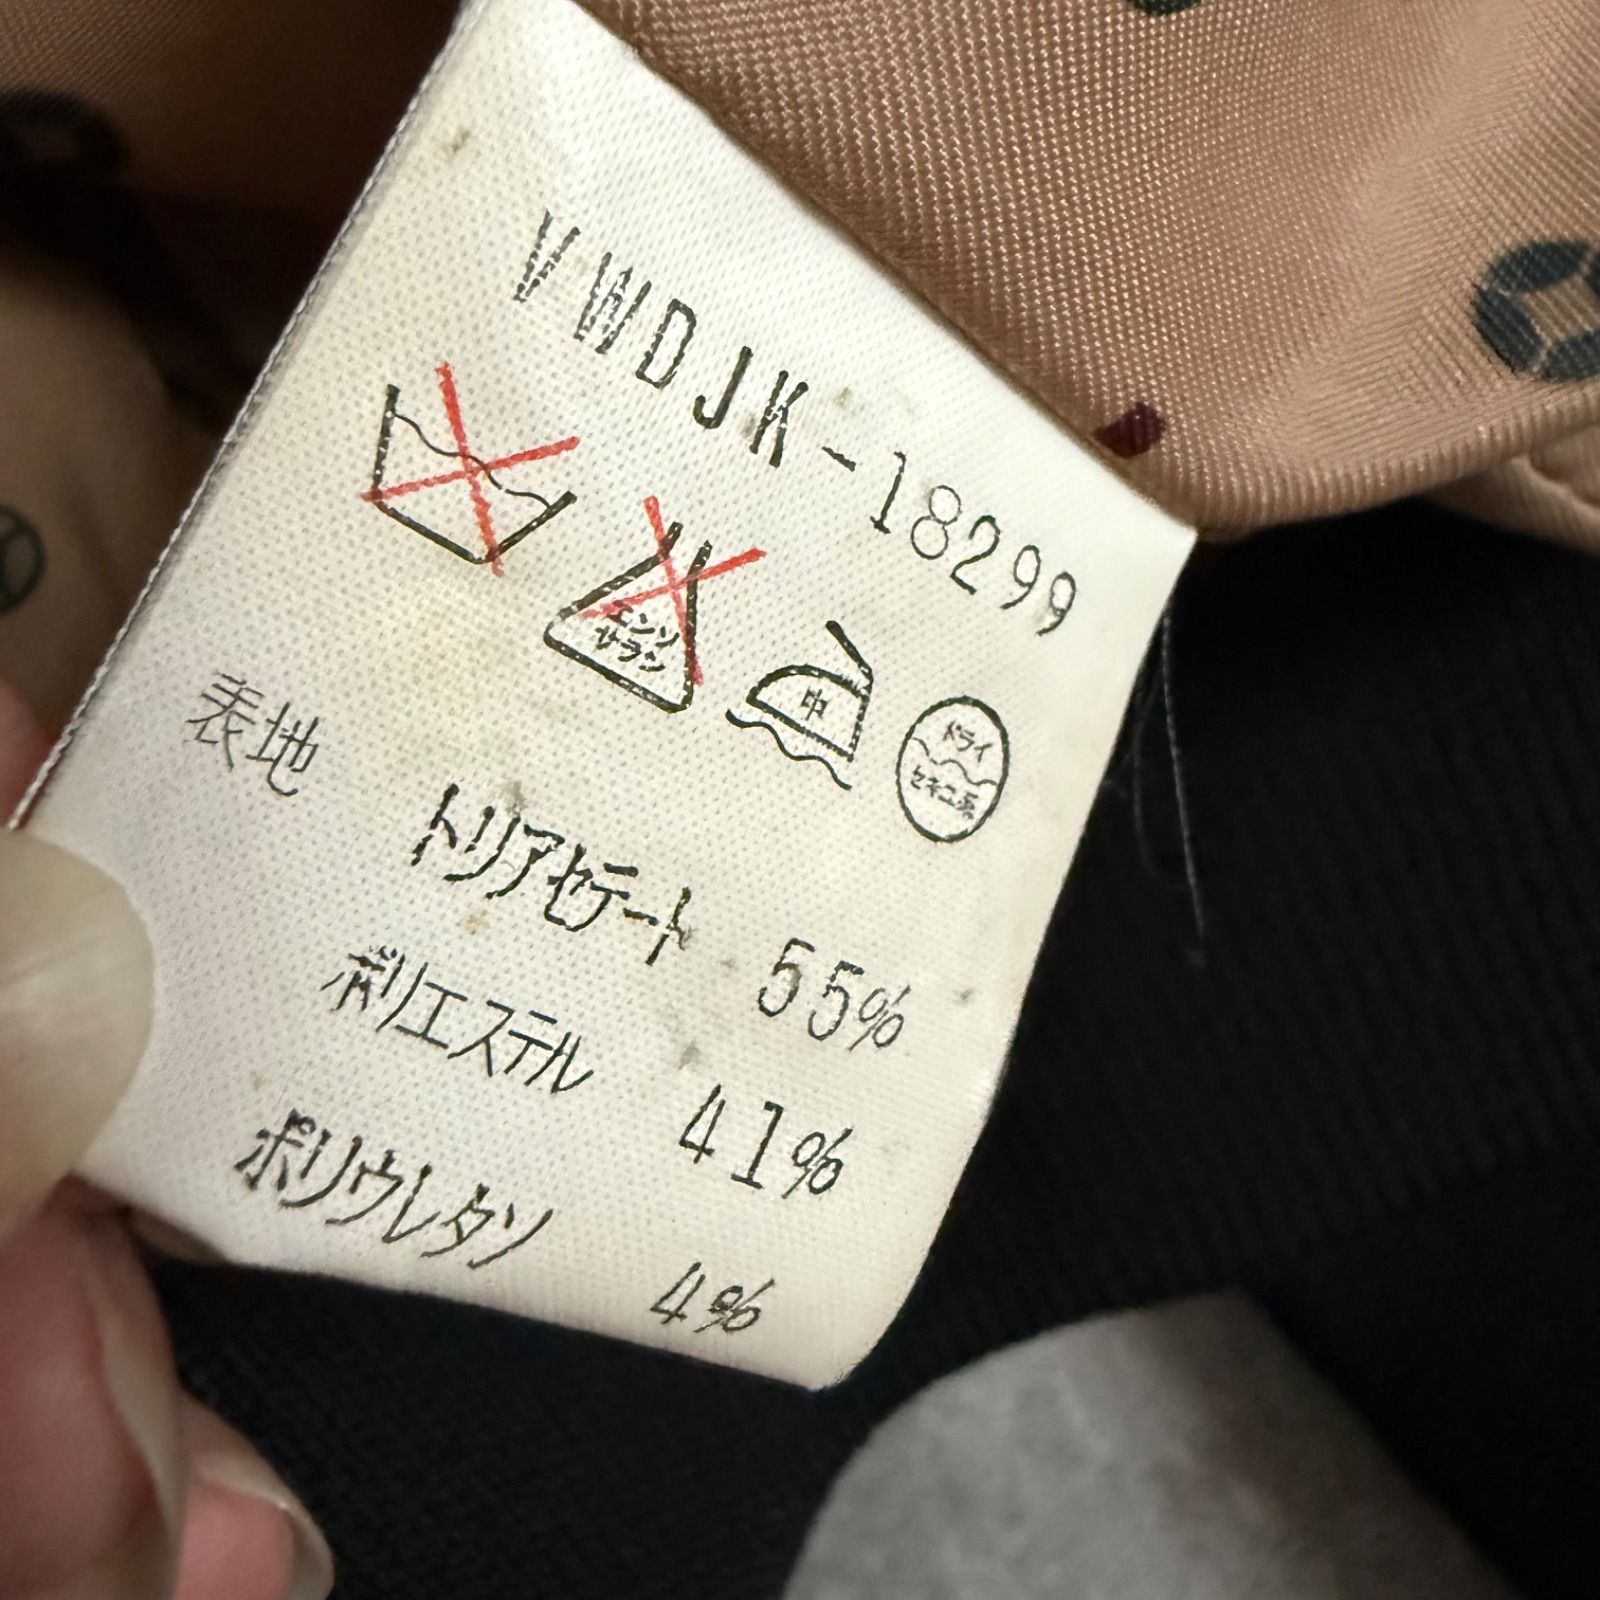 VWDJK-18299
エンソ
サラシ
中
ドライ
セキユ系
表地
トリアセテート 55%
ポリエステル 41%
ポリウレタン 4%